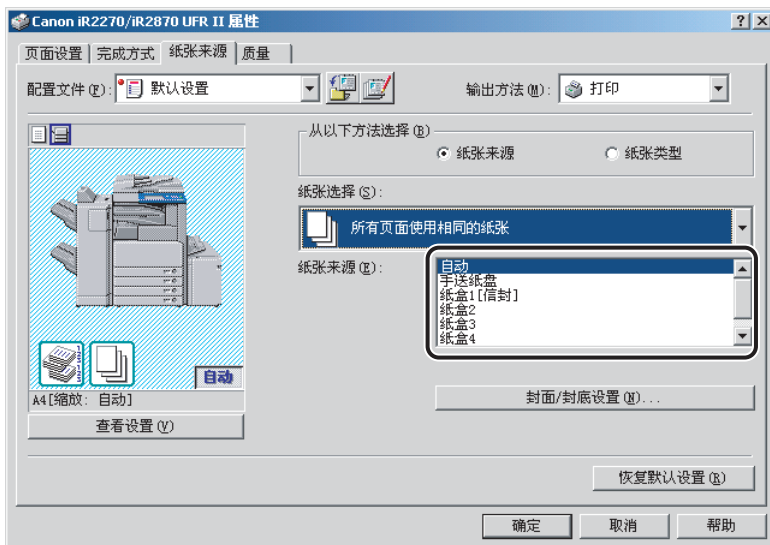 Canon iR2270/iR2870 UFR II 属性
页面设置 完成方式 纸张来源 质量
配置文件(F): 默认设置 输出方法(M): 打印
从以下方法选择(D)
纸张来源 纸张类型
纸张选择(S):
所有页面使用相同的纸张
纸张来源(E):
自动
手送纸盘
纸盒1[信封]
纸盒2
纸盒3
纸盒4
自动
A4[缩放: 自动]
封面/封底设置(N)...
查看设置(V)
恢复默认设置(R)
确定 取消 帮助